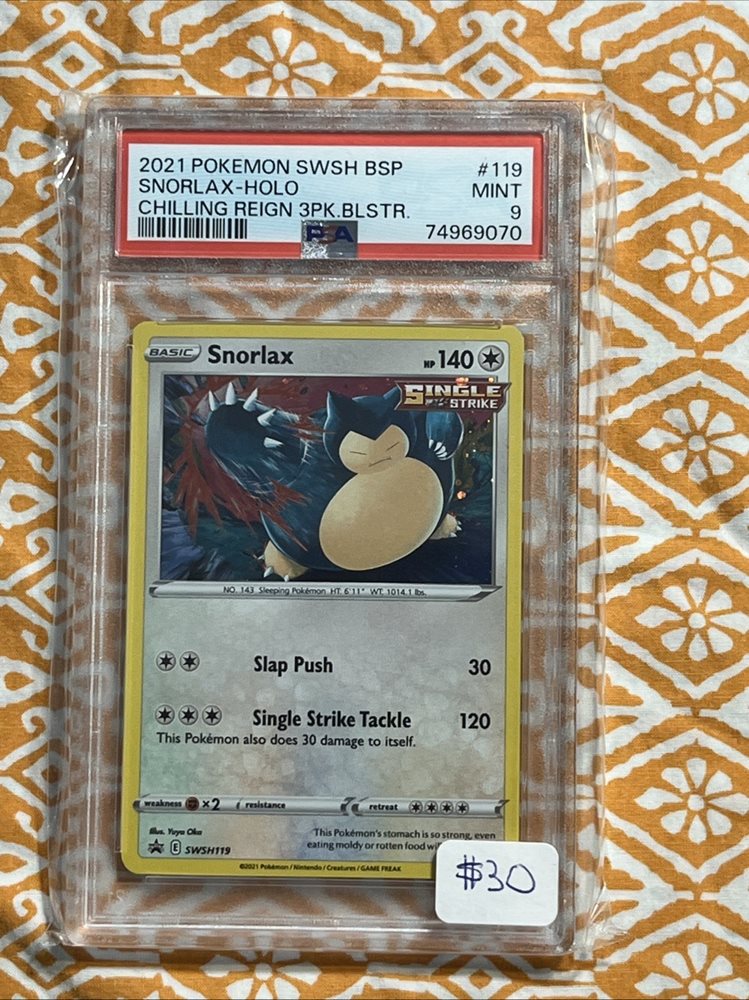 2021 POKEMON SWSH BSP #119
SNORLAX-HOLO MINT
CHILLING REIGN 3PK.BLSTR. 9
PSA 74969070
BASIC Snorlax HP 140
SINGLE
STRIKE
NO. 143 Sleeping Pokémon HT. 6'11" WT. 1014.1 lbs.
Slap Push 30
Single Strike Tackle 120
This Pokémon also does 30 damage to itself.
weakness ×2 resistance retreat
Illus. Yuya Oka
This Pokémon's stomach is so strong, even
eating moldy or rotten food
E SWSH119
©2021 Pokémon / Nintendo / Creatures / GAME FREAK
$30